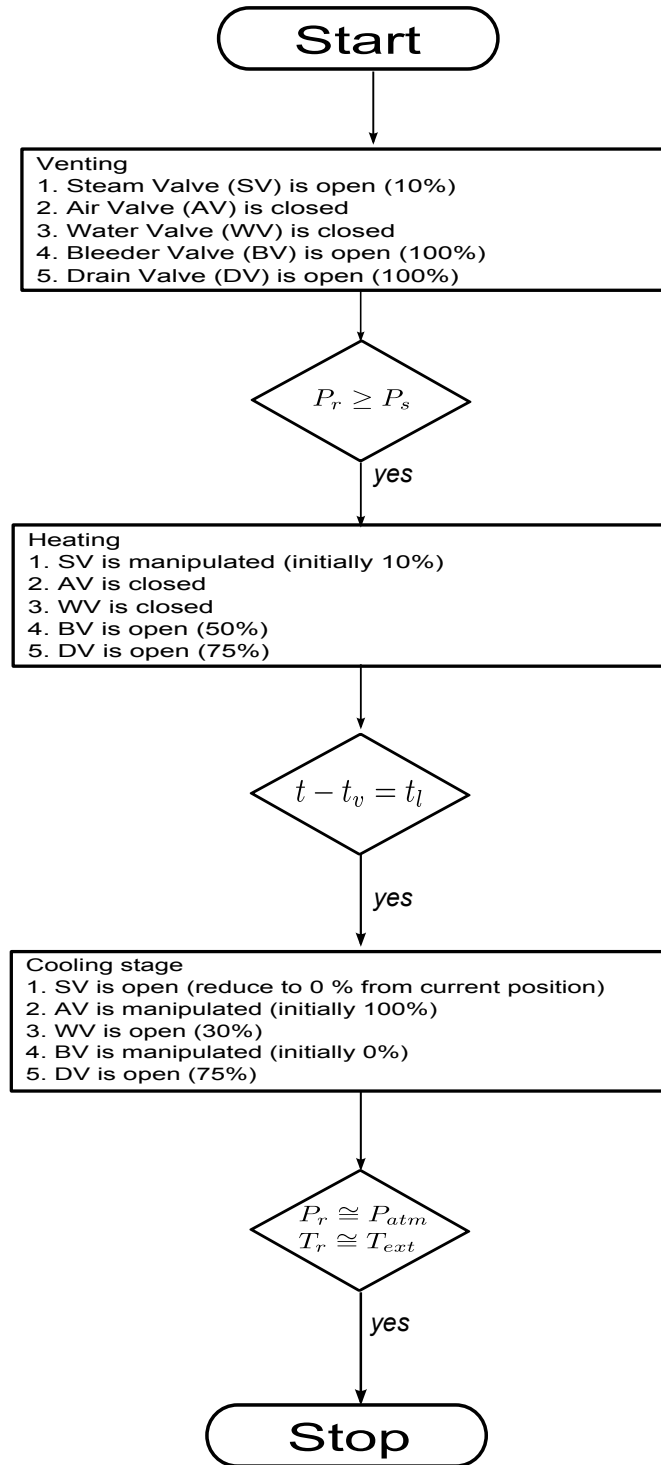 Start
Venting
1. Steam Valve (SV) is open (10%)
2. Air Valve (AV) is closed
3. Water Valve (WV) is closed
4. Bleeder Valve (BV) is open (100%)
5. Drain Valve (DV) is open (100%)
P_r ≥ P_s
yes
Heating
1. SV is manipulated (initially 10%)
2. AV is closed
3. WV is closed
4. BV is open (50%)
5. DV is open (75%)
t − t_v = t_l
yes
Cooling stage
1. SV is open (reduce to 0 % from current position)
2. AV is manipulated (initially 100%)
3. WV is open (30%)
4. BV is manipulated (initially 0%)
5. DV is open (75%)
P_r ≅ P_atm
T_r ≅ T_ext
yes
Stop